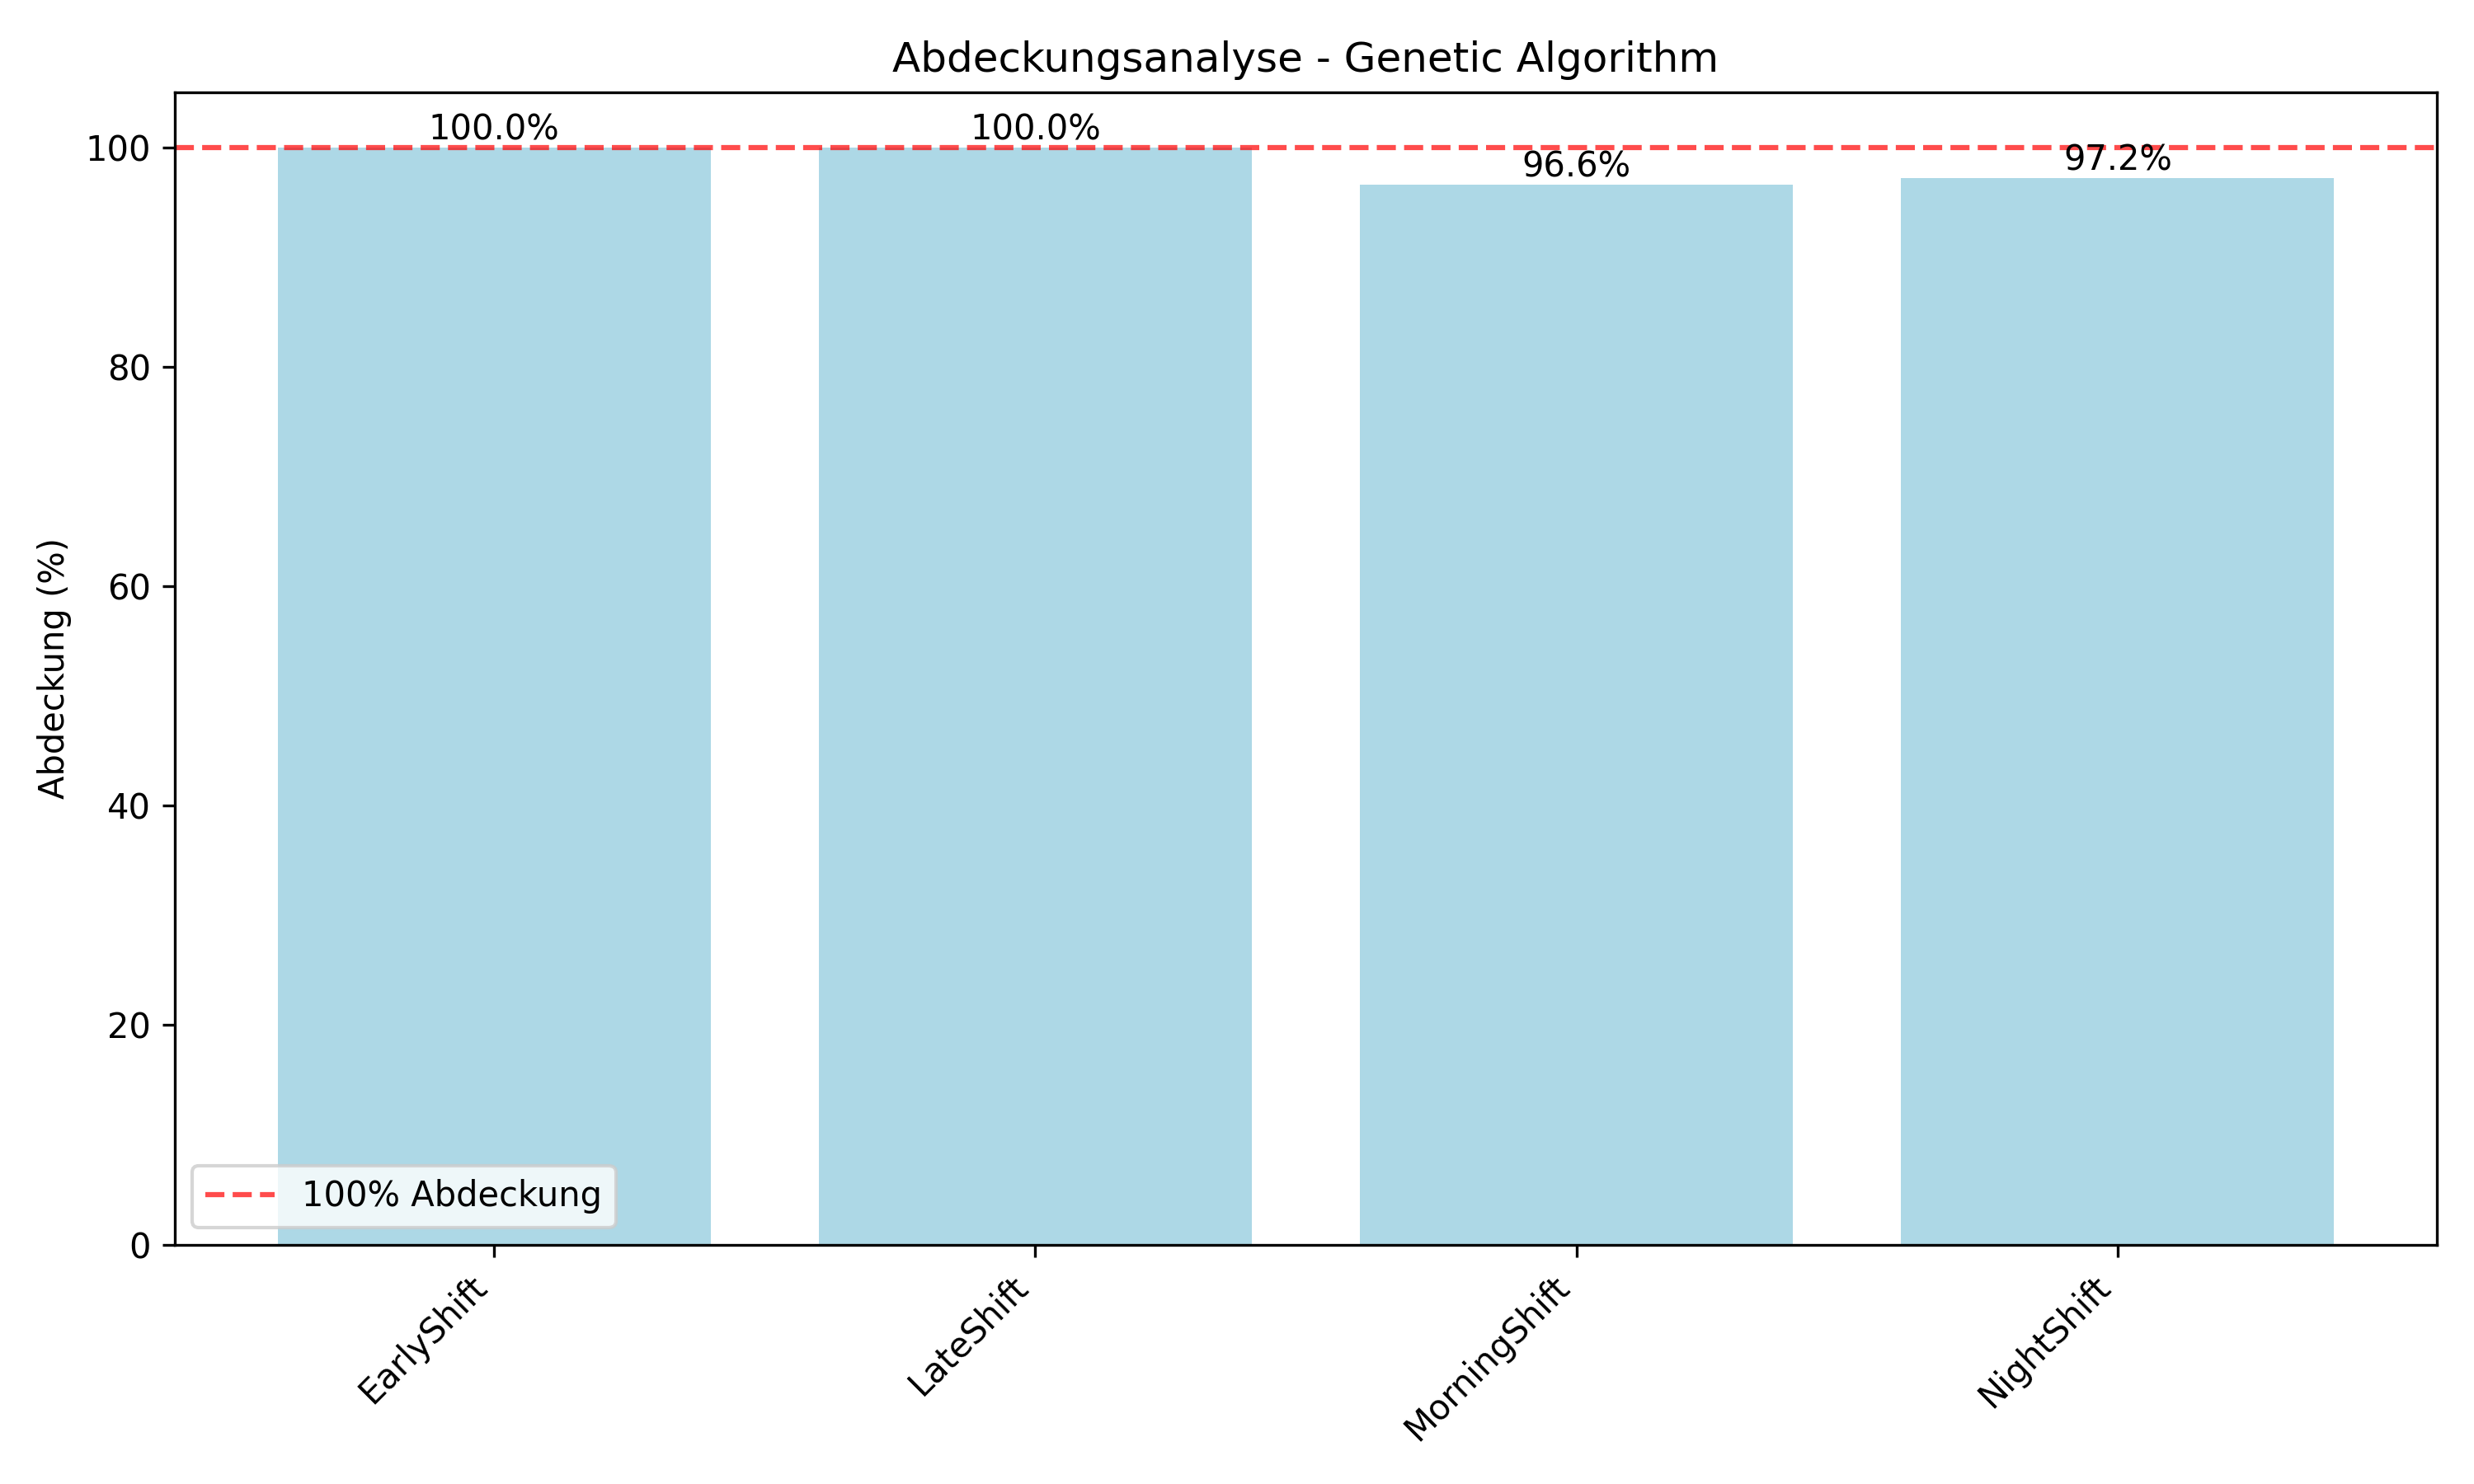 Abdeckungsanalyse - Genetic Algorithm
Abdeckung (%)
100
80
60
40
20
0
100.0%
100.0%
96.6%
97.2%
100% Abdeckung
EarlyShift
LateShift
MorningShift
NightShift